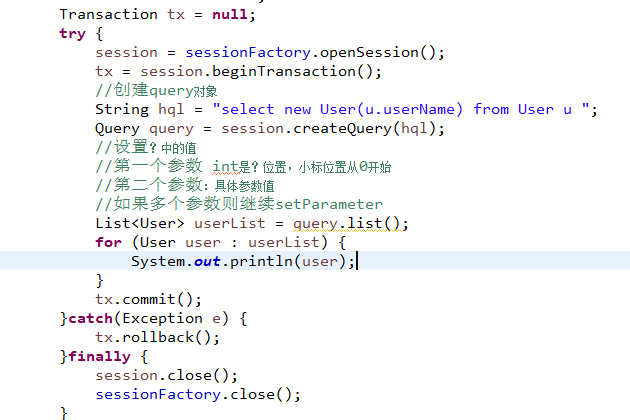 Transaction tx = null;
try {
session = sessionFactory.openSession();
tx = session.beginTransaction();
//创建query对象
String hql = "select new User(u.userName) from User u ";
Query query = session.createQuery(hql);
//设置?中的值
//第一个参数 int是?位置,小标位置从0开始
//第二个参数:具体参数值
//如果多个参数则继续setParameter
List<User> userList = query.list();
for (User user : userList) {
System.out.println(user);
}
tx.commit();
}catch(Exception e) {
tx.rollback();
}finally {
session.close();
sessionFactory.close();
}